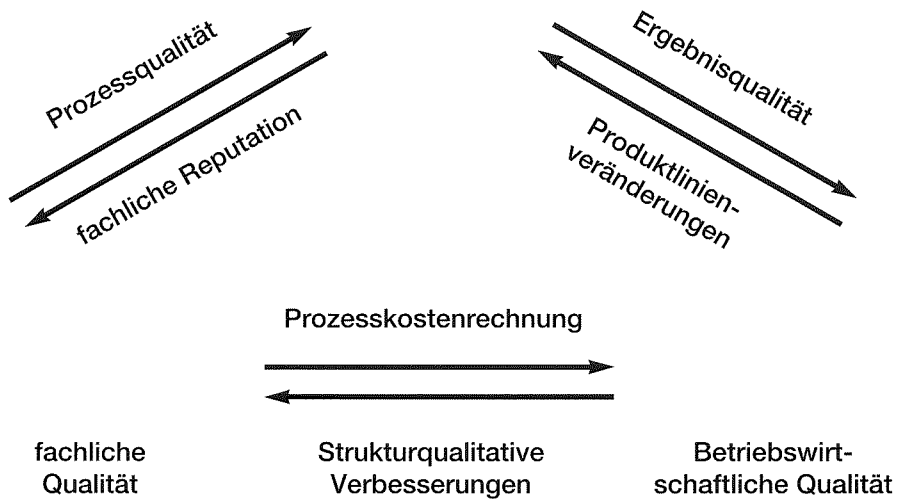 Prozessqualität
fachliche Reputation
Ergebnisqualität
Produktlinien-
veränderungen
Prozesskostenrechnung
fachliche
Qualität
Strukturqualitative
Verbesserungen
Betriebswirt-
schaftliche Qualität